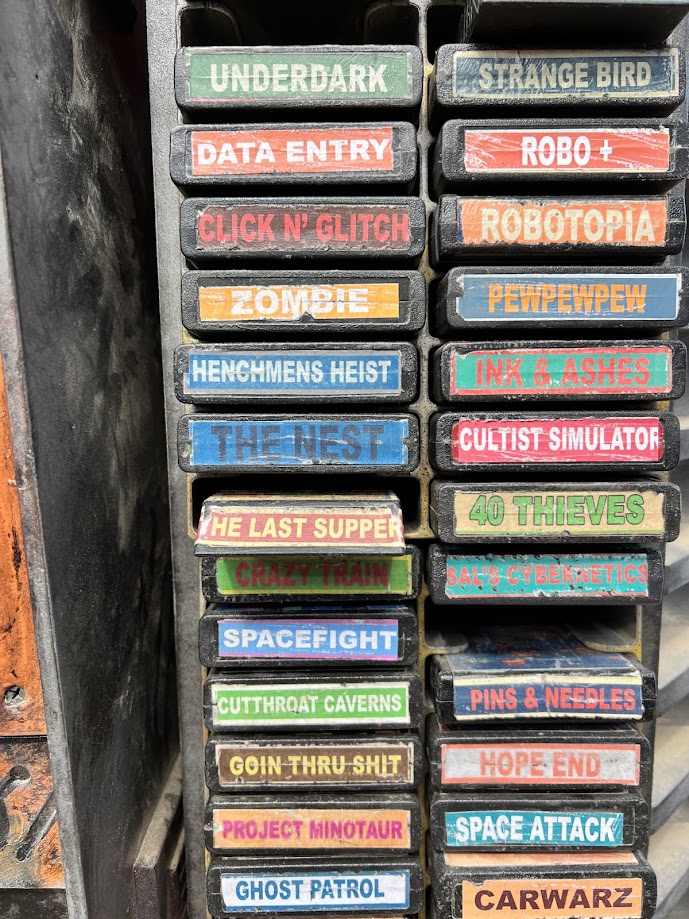 UNDERDARK
DATA ENTRY
CLICK N' GLITCH
ZOMBIE
HENCHMENS HEIST
THE NEST
THE LAST SUPPER
CRAZY TRAIN
SPACEFIGHT
CUTTHROAT CAVERNS
GOIN THRU SHIT
PROJECT MINOTAUR
GHOST PATROL
STRANGE BIRD
ROBO +
ROBOTOPIA
PEWPEWPEW
INK & ASHES
CULTIST SIMULATOR
40 THIEVES
SAL'S CYBERNETICS
PINS & NEEDLES
HOPE END
SPACE ATTACK
CARWARZ